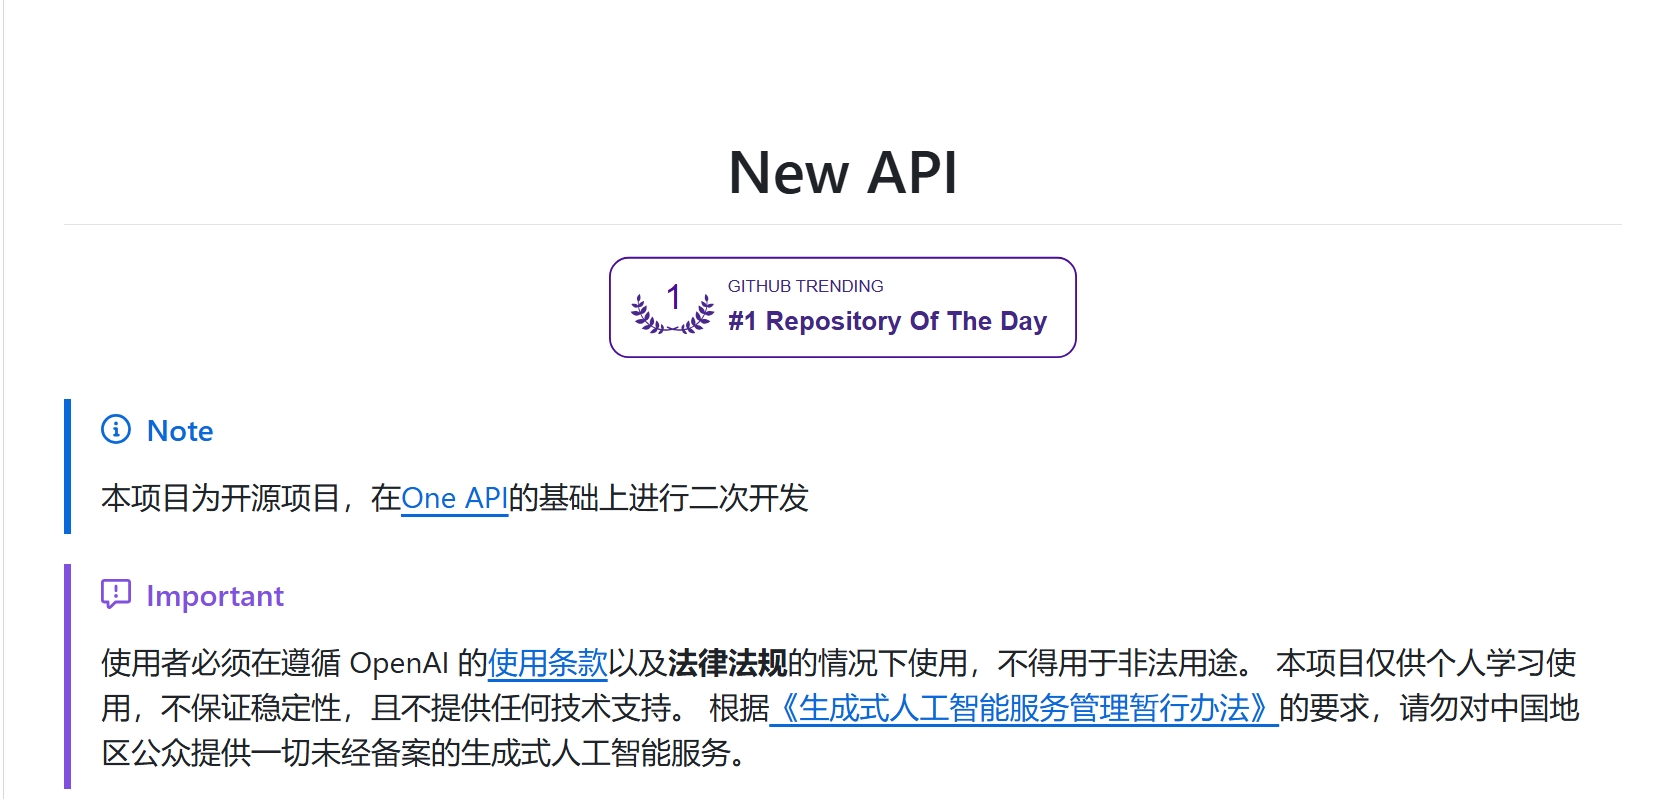 New API
1
GITHUB TRENDING
#1 Repository Of The Day
Note
本项目为开源项目，在One API的基础上进行二次开发
Important
使用者必须在遵循 OpenAI 的使用条款以及法律法规的情况下使用，不得用于非法用途。 本项目仅供个人学习使
用，不保证稳定性，且不提供任何技术支持。 根据《生成式人工智能服务管理暂行办法》的要求，请勿对中国地
区公众提供一切未经备案的生成式人工智能服务。